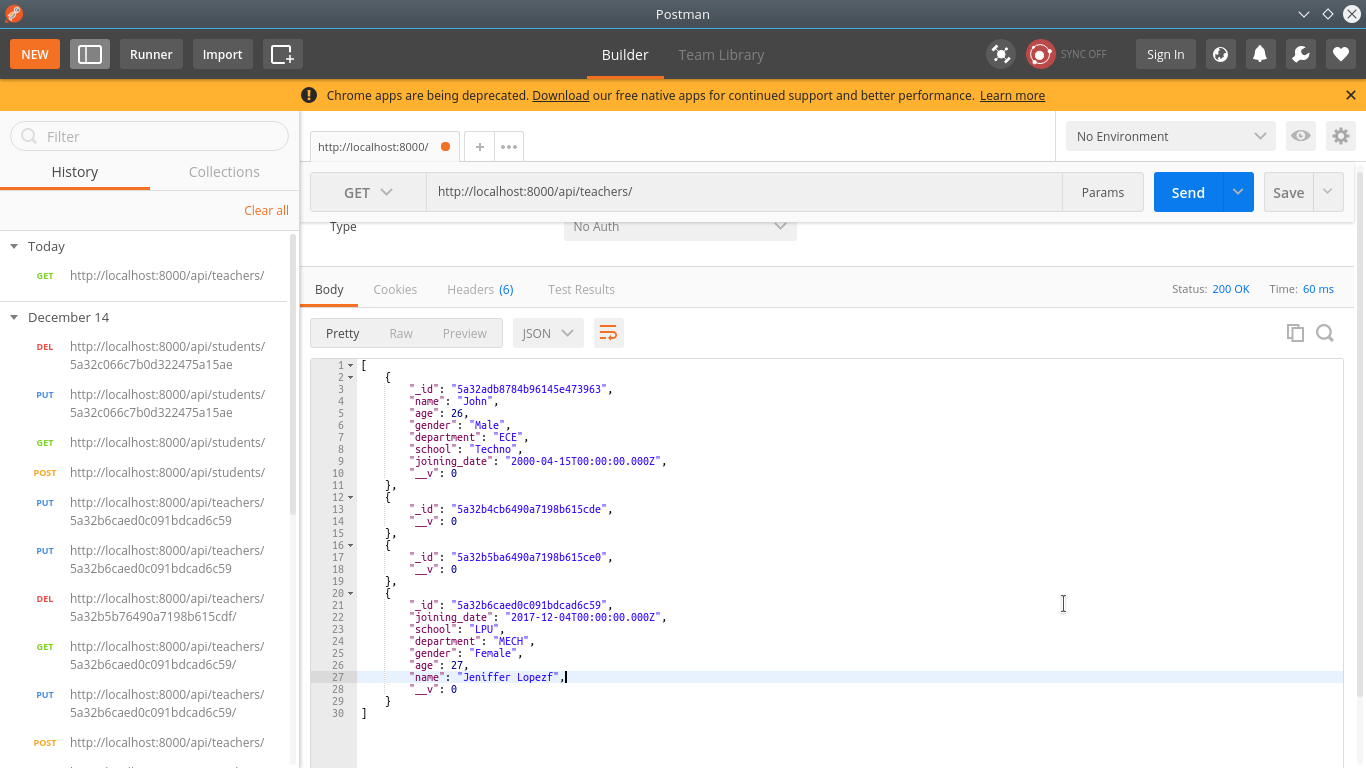 Postman
NEW Runner Import Builder Team Library SYNC OFF Sign In
Chrome apps are being deprecated. Download our free native apps for continued support and better performance. Learn more
Filter
History Collections
Clear all
Today
GET http://localhost:8000/api/teachers/
December 14
DEL http://localhost:8000/api/students/
5a32c066c7b0d322475a15ae
PUT http://localhost:8000/api/students/
5a32c066c7b0d322475a15ae
GET http://localhost:8000/api/students/
POST http://localhost:8000/api/students/
PUT http://localhost:8000/api/teachers/
5a32b6caed0c091bdcad6c59
PUT http://localhost:8000/api/teachers/
5a32b6caed0c091bdcad6c59
DEL http://localhost:8000/api/teachers/
5a32b5b76490a7198b615cdf/
GET http://localhost:8000/api/teachers/
5a32b6caed0c091bdcad6c59/
PUT http://localhost:8000/api/teachers/
5a32b6caed0c091bdcad6c59/
POST http://localhost:8000/api/teachers/
http://localhost:8000/
No Environment
GET http://localhost:8000/api/teachers/ Params Send Save
Type No Auth
Body Cookies Headers (6) Test Results Status: 200 OK Time: 60 ms
Pretty Raw Preview JSON
1 [
2 {
3 "_id": "5a32adb8784b96145e473963",
4 "name": "John",
5 "age": 26,
6 "gender": "Male",
7 "department": "ECE",
8 "school": "Techno",
9 "joining_date": "2000-04-15T00:00:00.000Z",
10 "__v": 0
11 },
12 {
13 "_id": "5a32b4cb6490a7198b615cde",
14 "__v": 0
15 },
16 {
17 "_id": "5a32b5ba6490a7198b615ce0",
18 "__v": 0
19 },
20 {
21 "_id": "5a32b6caed0c091bdcad6c59",
22 "joining_date": "2017-12-04T00:00:00.000Z",
23 "school": "LPU",
24 "department": "MECH",
25 "gender": "Female",
26 "age": 27,
27 "name": "Jeniffer Lopezf",
28 "__v": 0
29 }
30 ]